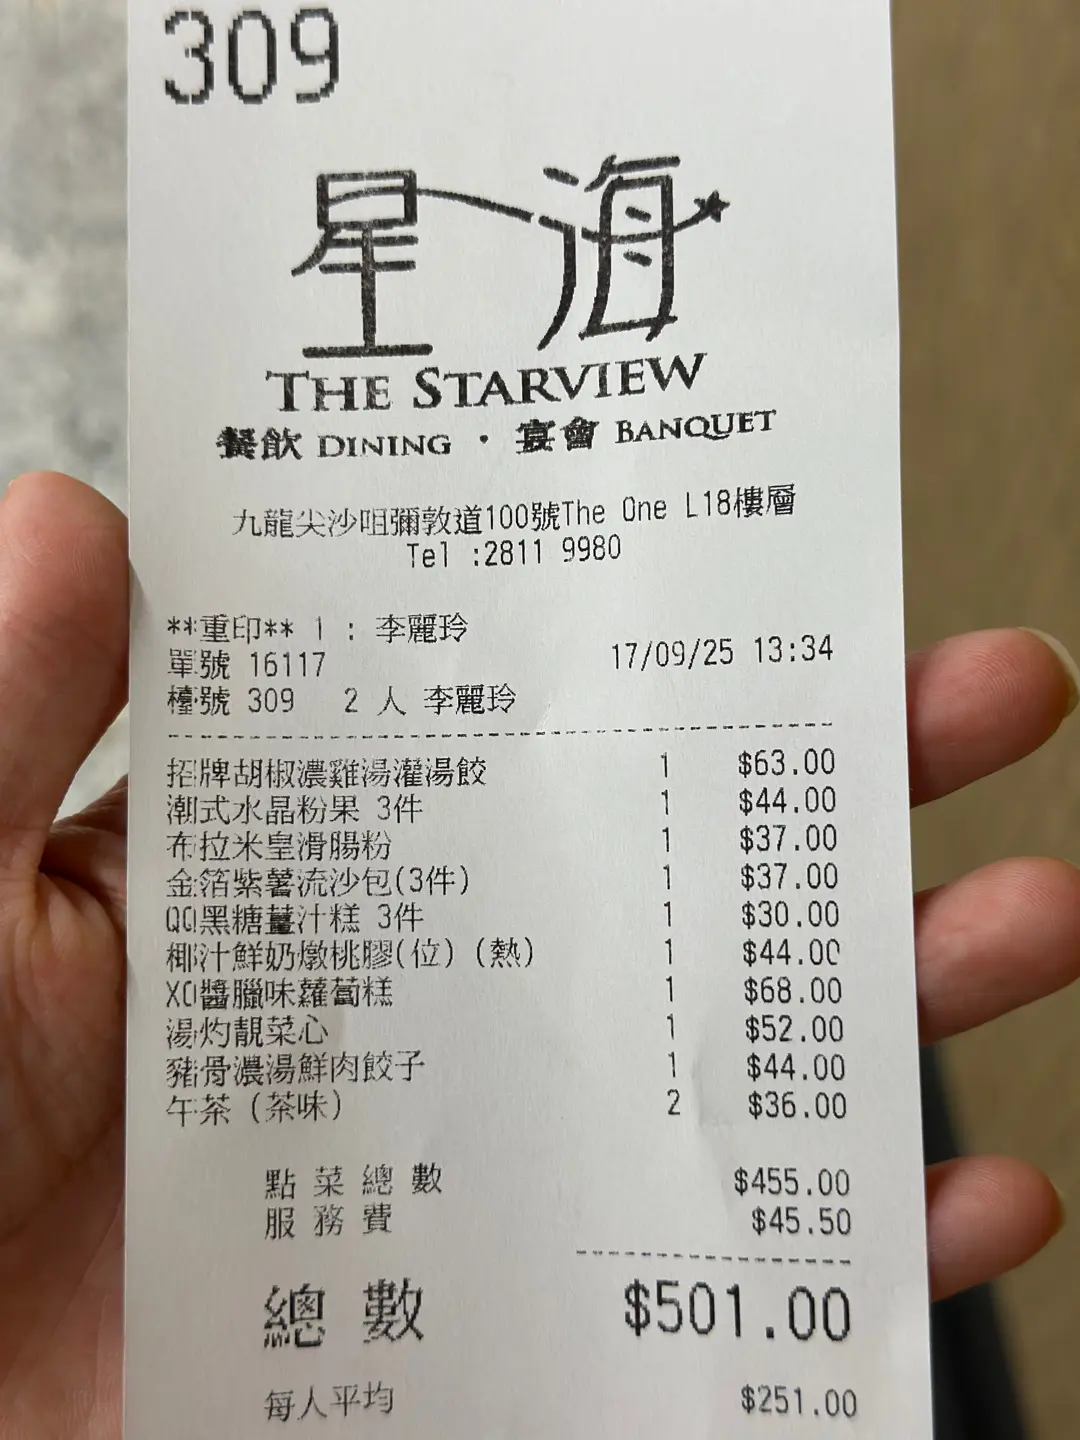 309
星海
THE STARVIEW
餐飲 DINING · 宴會 BANQUET
九龍尖沙咀彌敦道100號The One L18樓層
Tel :2811 9980
**重印** 1 : 李麗玲
單號 16117 17/09/25 13:34
檯號 309 2 人 李麗玲
招牌胡椒濃雞湯灌湯餃 1 $63.00
潮式水晶粉果 3件 1 $44.00
布拉米皇滑腸粉 1 $37.00
金箔紫薯流沙包(3件) 1 $37.00
QQ黑糖薑汁糕 3件 1 $30.00
椰汁鮮奶燉桃膠(位) (熱) 1 $44.00
XO醬臘味蘿蔔糕 1 $68.00
湯灼靚菜心 1 $52.00
豬骨濃湯鮮肉餃子 1 $44.00
午茶 (茶味) 2 $36.00
點菜總數 $455.00
服務費 $45.50
總數 $501.00
每人平均 $251.00